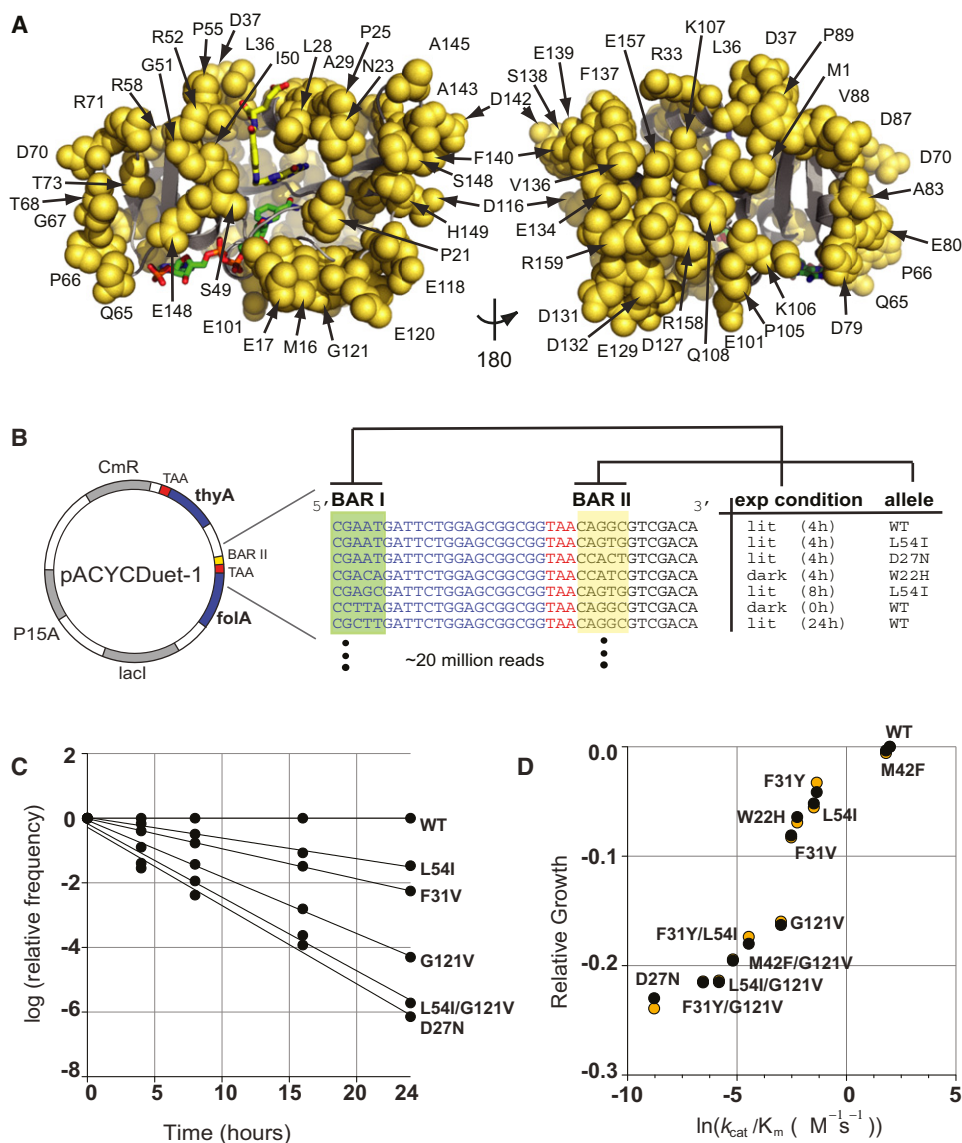 A
P55
D37
R52
L36
G51
I50
R58
L28
A29
P25
N23
A145
A143
R71
D142
D70
T73
T68
G67
P66
Q65
E148
S49
E101
E17
M16
G121
E120
E118
P21
H149
D116
S148
F140
180
K107
E157
R33
L36
D37
P89
E139
S138
F137
M1
V88
D87
D70
A83
E80
P66
Q65
D79
K106
P105
E101
Q108
R158
D127
E129
D132
D131
R159
E134
V136
B
CmR
TAA
thyA
BAR II
TAA
pACYCDuet-1
folA
P15A
lacI
BAR I BAR II
5' 3'
exp condition allele
CGAATGATTCTGGAGCGGCGGTAACAGGCGTCGACA lit (4h) WT
CGAATGATTCTGGAGCGGCGGTAACAGTGGTCGACA lit (4h) L54I
CGAATGATTCTGGAGCGGCGGTAACCACTGTCGACA lit (4h) D27N
CGACAGATTCTGGAGCGGCGGTAACCATCGTCGACA dark (4h) W22H
CGAGCGATTCTGGAGCGGCGGTAACAGTGGTCGACA lit (8h) L54I
CCTTAGATTCTGGAGCGGCGGTAACAGGCGTCGACA dark (0h) WT
CGCTTGATTCTGGAGCGGCGGTAACAGGCGTCGACA lit (24h) WT
~20 million reads
C
log (relative frequency)
2
0
-2
-4
-6
-8
WT
L54I
F31V
G121V
L54I/G121V
D27N
0 4 8 12 16 20 24
Time (hours)
D
Relative Growth
0.0
-0.1
-0.2
-0.3
WT
M42F
F31Y
L54I
W22H
F31V
G121V
F31Y/L54I
M42F/G121V
D27N
L54I/G121V
F31Y/G121V
-10 -5 0 5
ln(kcat/Km ( M⁻¹s⁻¹))